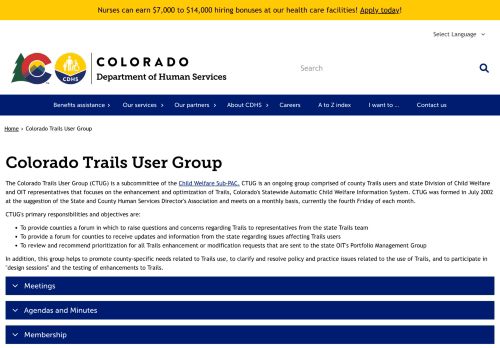 Nurses can earn $7,000 to $14,000 hiring bonuses at our health care facilities! Apply today!
Select Language
CDHS
COLORADO
Department of Human Services
Search
Benefits assistance
Our services
Our partners
About CDHS
Careers
A to Z index
I want to ...
Contact us
Home › Colorado Trails User Group
Colorado Trails User Group
The Colorado Trails User Group (CTUG) is a subcommittee of the Child Welfare Sub-PAC. CTUG is an ongoing group comprised of county Trails users and state Division of Child Welfare
and OIT representatives that focuses on the enhancement and optimization of Trails, Colorado's Statewide Automatic Child Welfare Information System. CTUG was formed in July 2002
at the suggestion of the State and County Human Services Director's Association and meets on a monthly basis, currently the fourth Friday of each month.
CTUG's primary responsibilities and objectives are:
• To provide counties a forum in which to raise questions and concerns regarding Trails to representatives from the state Trails team
• To provide a forum for counties to receive updates and information from the state regarding issues affecting Trails users
• To review and recommend prioritization for all Trails enhancement or modification requests that are sent to the state OIT's Portfolio Management Group
In addition, this group helps to promote county-specific needs related to Trails use, to clarify and resolve policy and practice issues related to the use of Trails, and to participate in
"design sessions" and the testing of enhancements to Trails.
Meetings
Agendas and Minutes
Membership